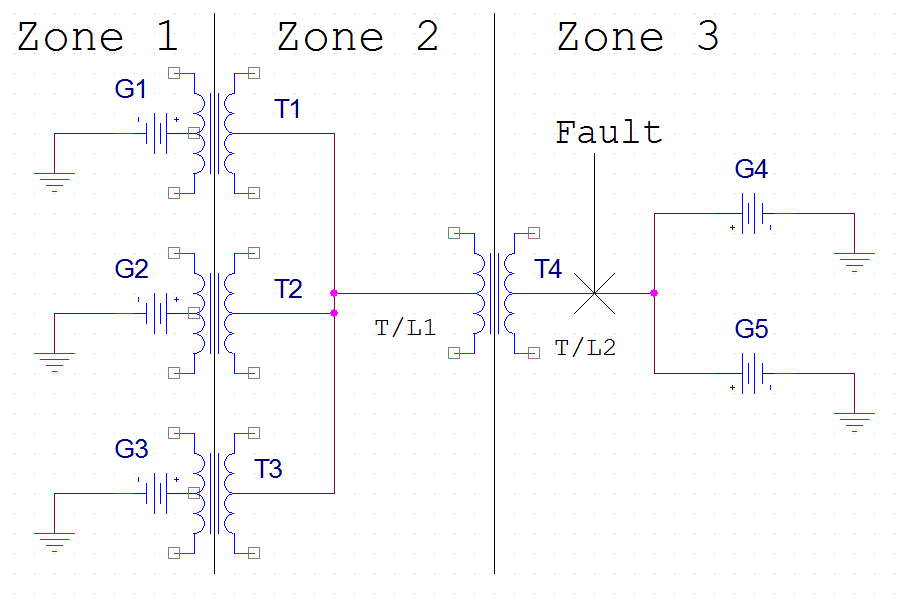 Zone 1
Zone 2
Zone 3
G1
T1
Fault
G4
G2
T2
T4
T/L1
T/L2
G5
G3
T3